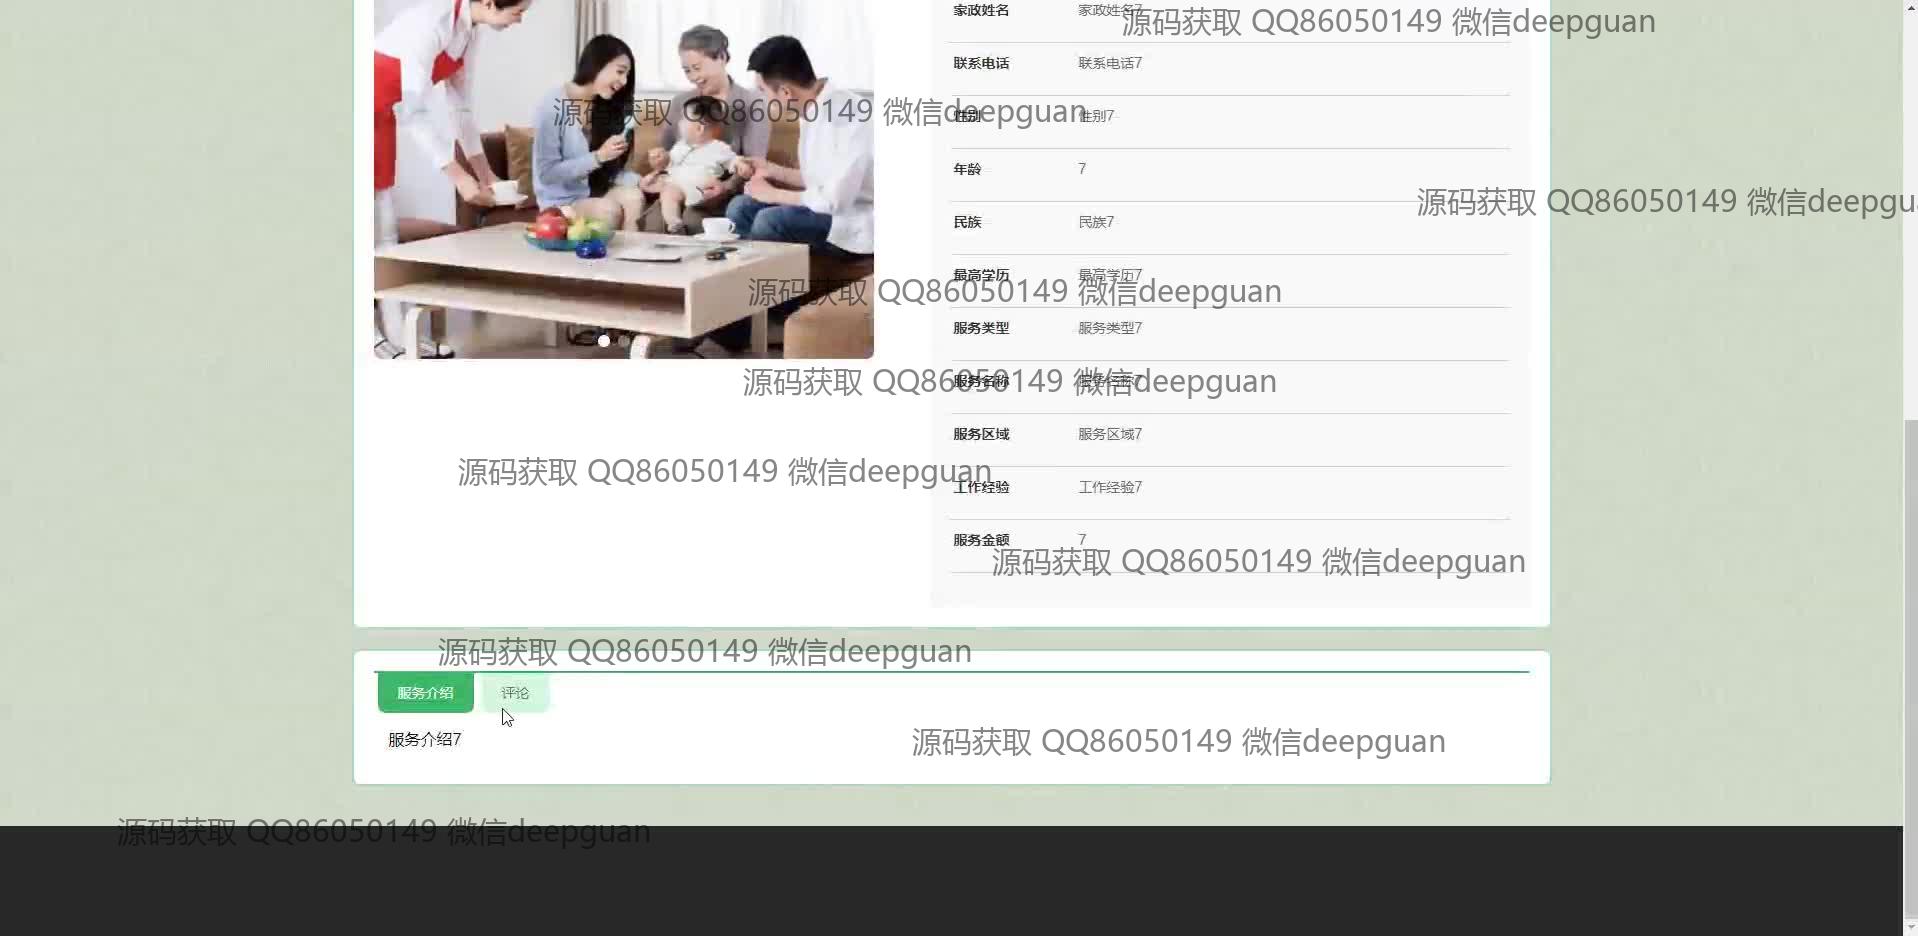 家政姓名 家政姓名7
源码获取 QQ86050149 微信deepguan
联系电话 联系电话7
源码获取 QQ86050149 微信deepguan
性别 性别7
年龄 7
源码获取 QQ86050149 微信deepgu
民族 民族7
最高学历 最高学历7
源码获取 QQ86050149 微信deepguan
服务类型 服务类型7
服务名称 服务名称7
源码获取 QQ86050149 微信deepguan
服务区域 服务区域7
源码获取 QQ86050149 微信deepguan
工作经验 工作经验7
服务金额 7
源码获取 QQ86050149 微信deepguan
源码获取 QQ86050149 微信deepguan
服务介绍 评论
服务介绍7
源码获取 QQ86050149 微信deepguan
源码获取 QQ86050149 微信deepguan